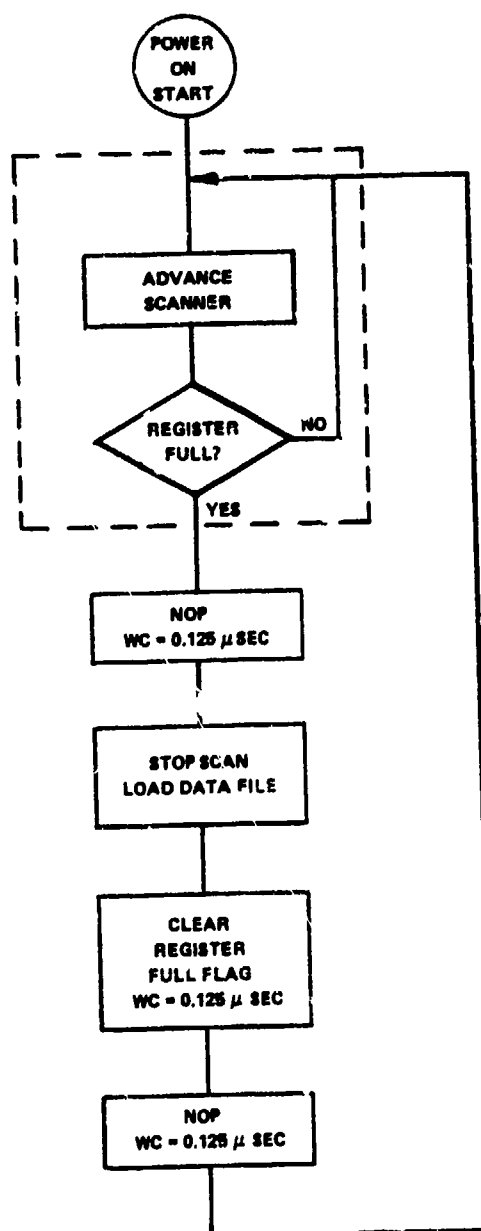 POWER
ON
START
ADVANCE
SCANNER
REGISTER
FULL?
NO
YES
NOP
WC = 0.125 μ SEC
STOP SCAN
LOAD DATA FILE
CLEAR
REGISTER
FULL FLAG
WC = 0.125 μ SEC
NOP
WC = 0.125 μ SEC